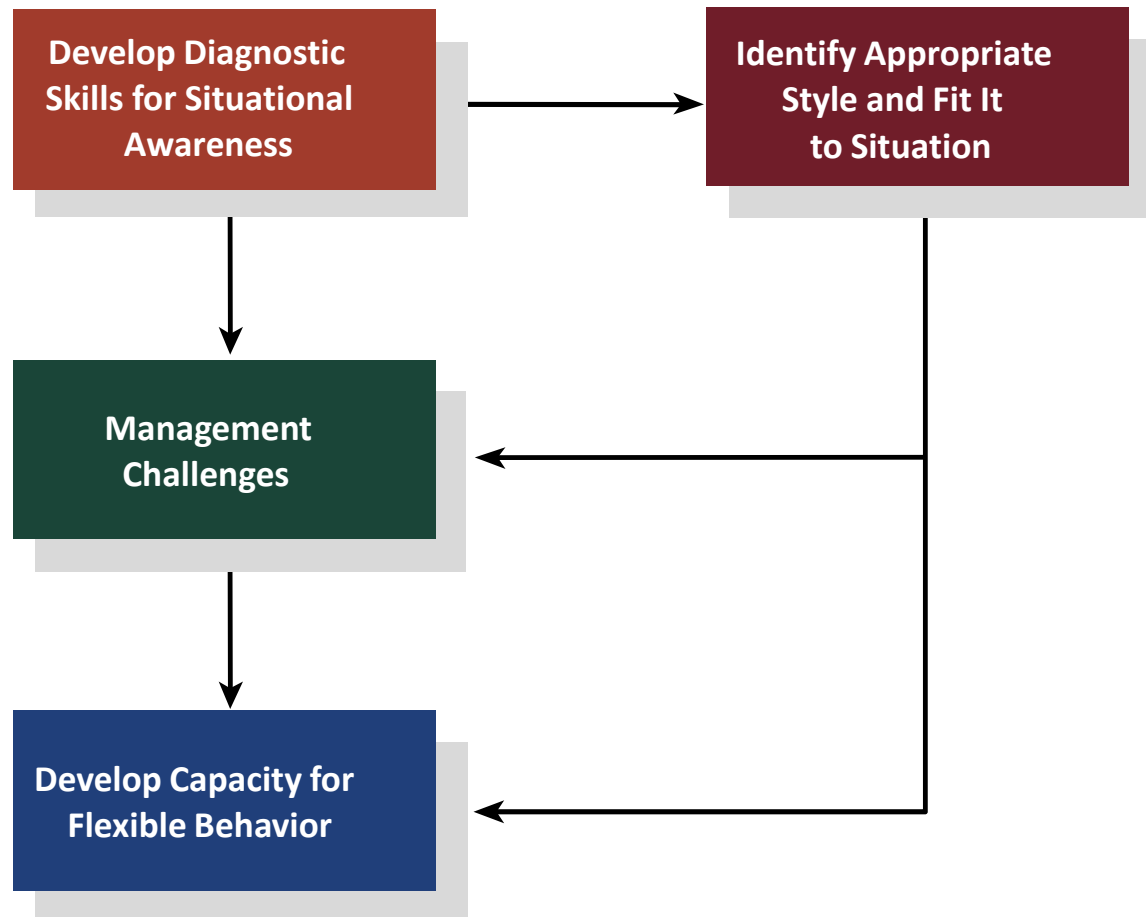 Develop Diagnostic
Skills for Situational
Awareness
Identify Appropriate
Style and Fit It
to Situation
Management
Challenges
Develop Capacity for
Flexible Behavior